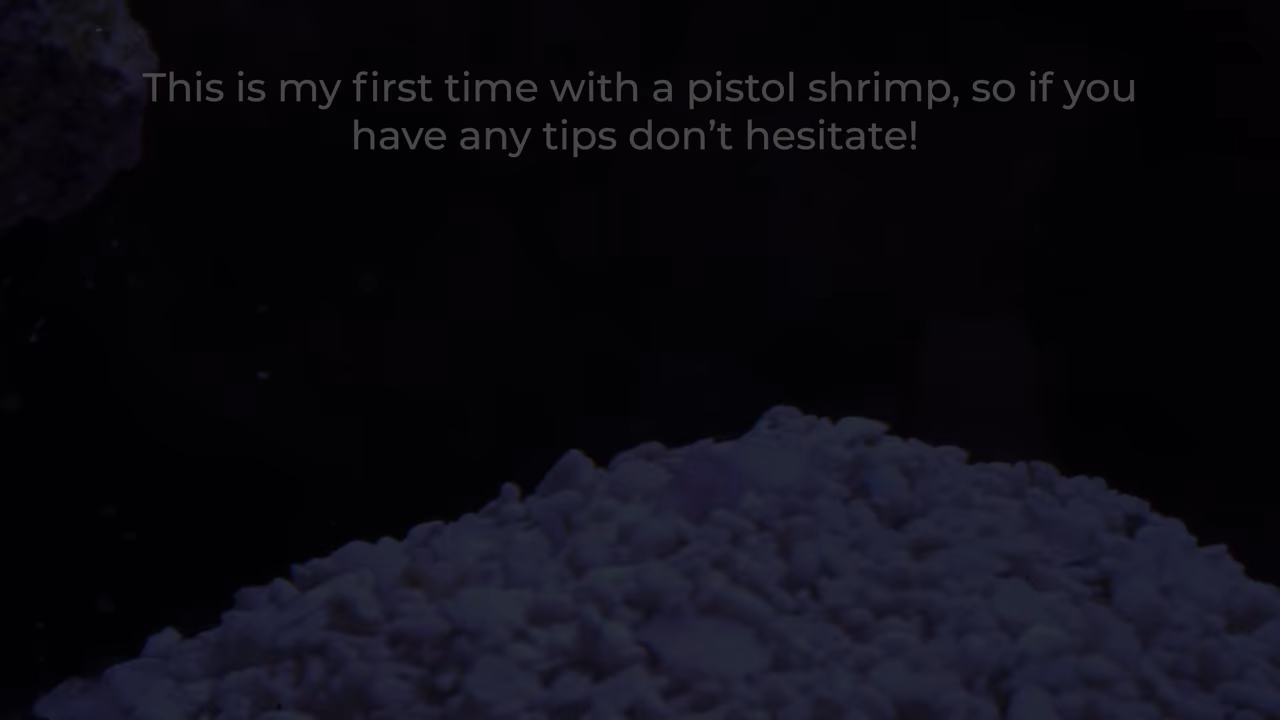 This is my first time with a pistol shrimp, so if you
have any tips don’t hesitate!